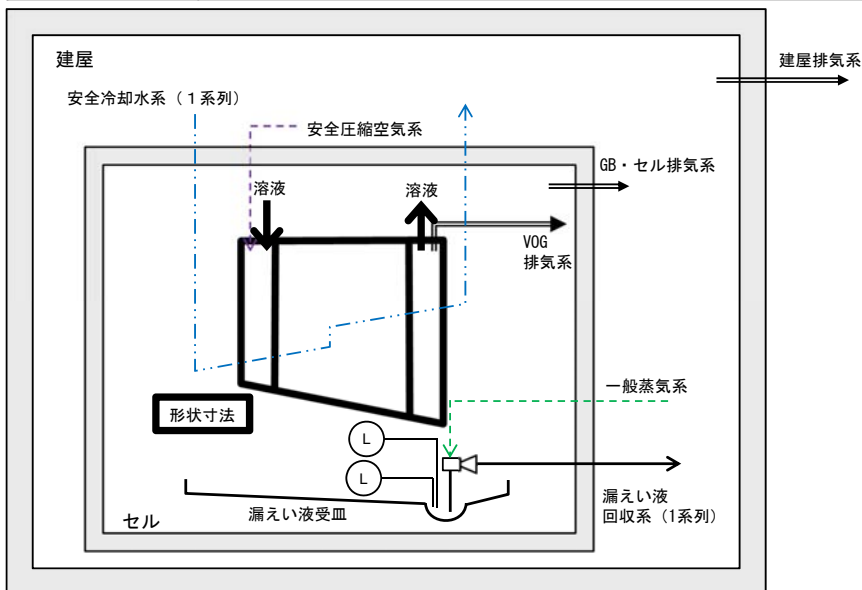 建屋
建屋排気系
安全冷却水系（１系列）
安全圧縮空気系
GB・セル排気系
溶液
溶液
VOG
排気系
一般蒸気系
形状寸法
L
L
漏えい液受皿
漏えい液
回収系（1系列）
セル